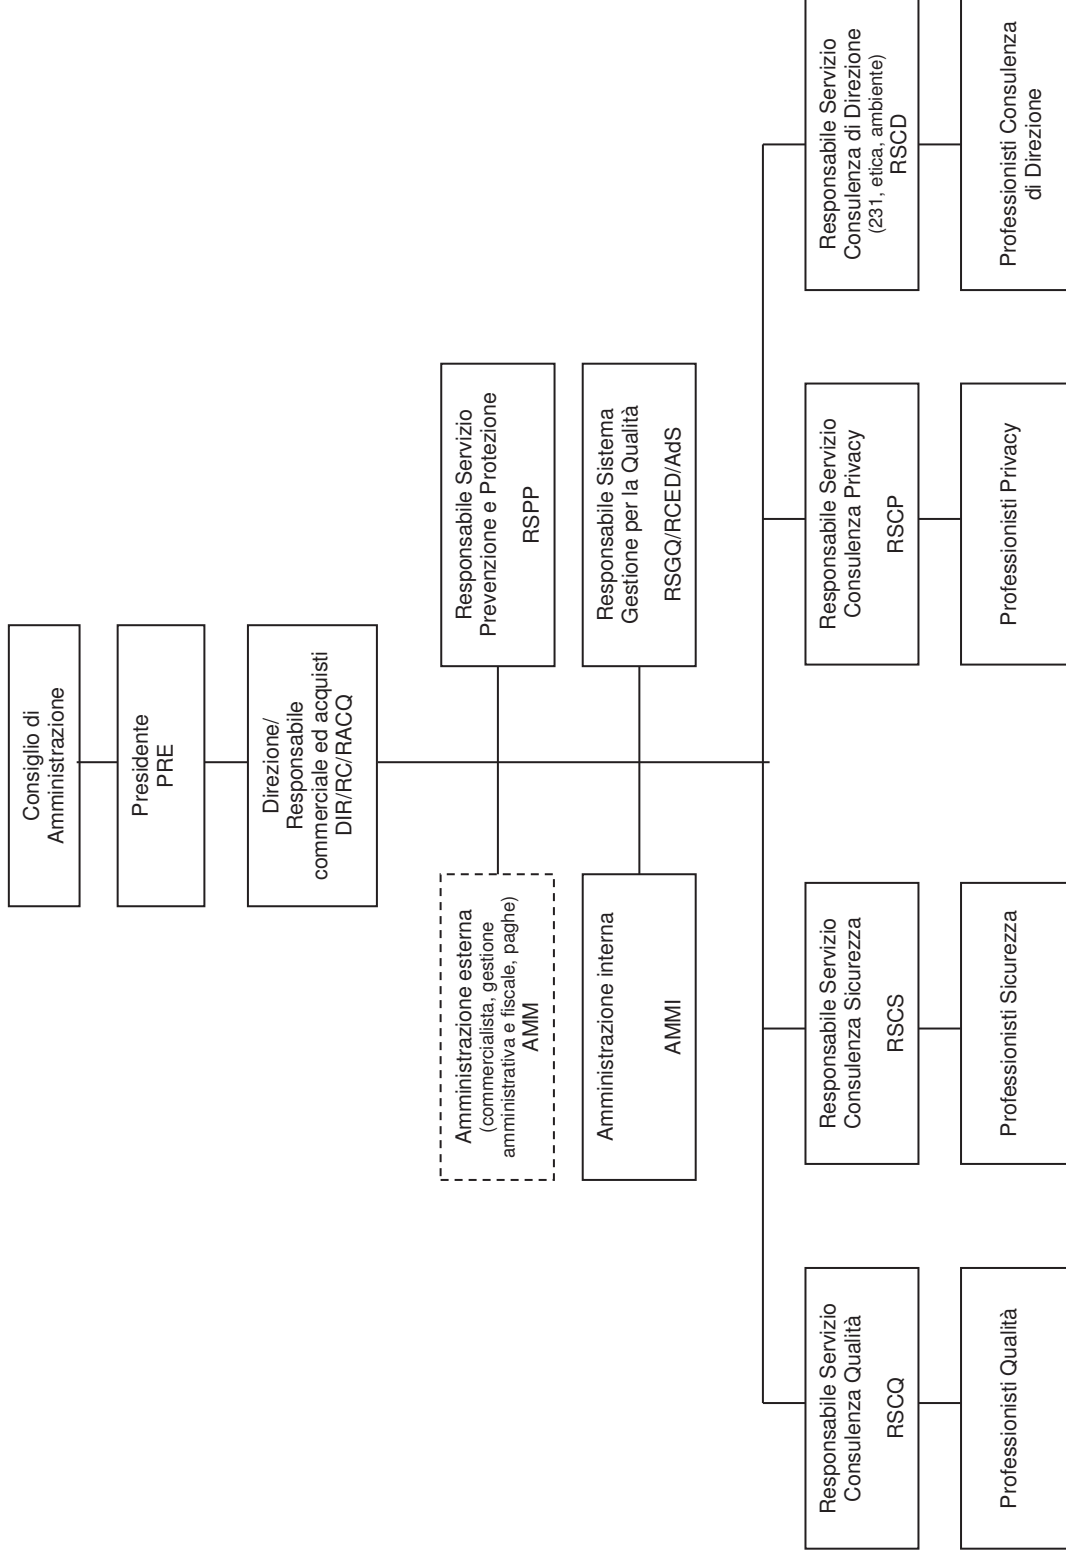 Consiglio di
Amministrazione
Presidente
PRE
Direzione/
Responsabile
commerciale ed acquisti
DIR/RC/RACQ
Amministrazione esterna
(commercialista, gestione
amministrativa e fiscale, paghe)
AMM
Responsabile Servizio
Prevenzione e Protezione
RSPP
Amministrazione interna
AMMI
Responsabile Sistema
Gestione per la Qualità
RSGQ/RCED/AdS
Responsabile Servizio
Consulenza Qualità
RSCQ
Responsabile Servizio
Consulenza Sicurezza
RSCS
Responsabile Servizio
Consulenza Privacy
RSCP
Responsabile Servizio
Consulenza di Direzione
(231, etica, ambiente)
RSCD
Professionisti Qualità
Professionisti Sicurezza
Professionisti Privacy
Professionisti Consulenza
di Direzione